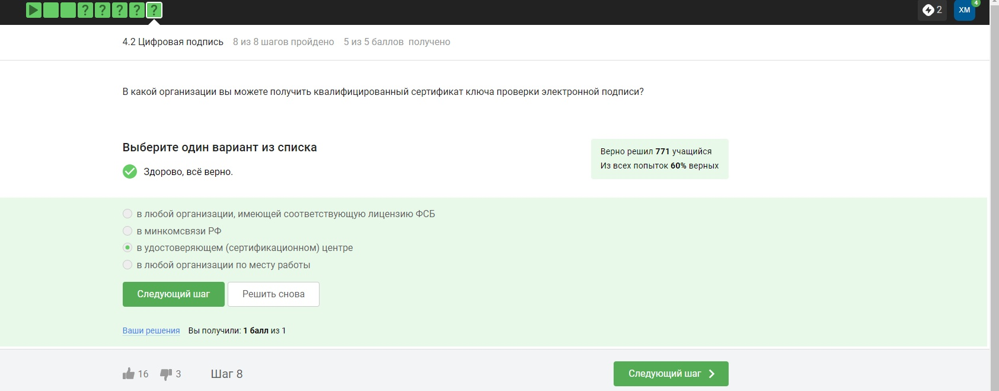 ? ? ? ? ?
2
XM
4
4.2 Цифровая подпись 8 из 8 шагов пройдено 5 из 5 баллов получено
В какой организации вы можете получить квалифицированный сертификат ключа проверки электронной подписи?
Выберите один вариант из списка
Здорово, всё верно.
Верно решил 771 учащийся
Из всех попыток 60% верных
в любой организации, имеющей соответствующую лицензию ФСБ
в минкомсвязи РФ
в удостоверяющем (сертификационном) центре
в любой организации по месту работы
Следующий шаг Решить снова
Ваши решения Вы получили: 1 балл из 1
16 3 Шаг 8 Следующий шаг